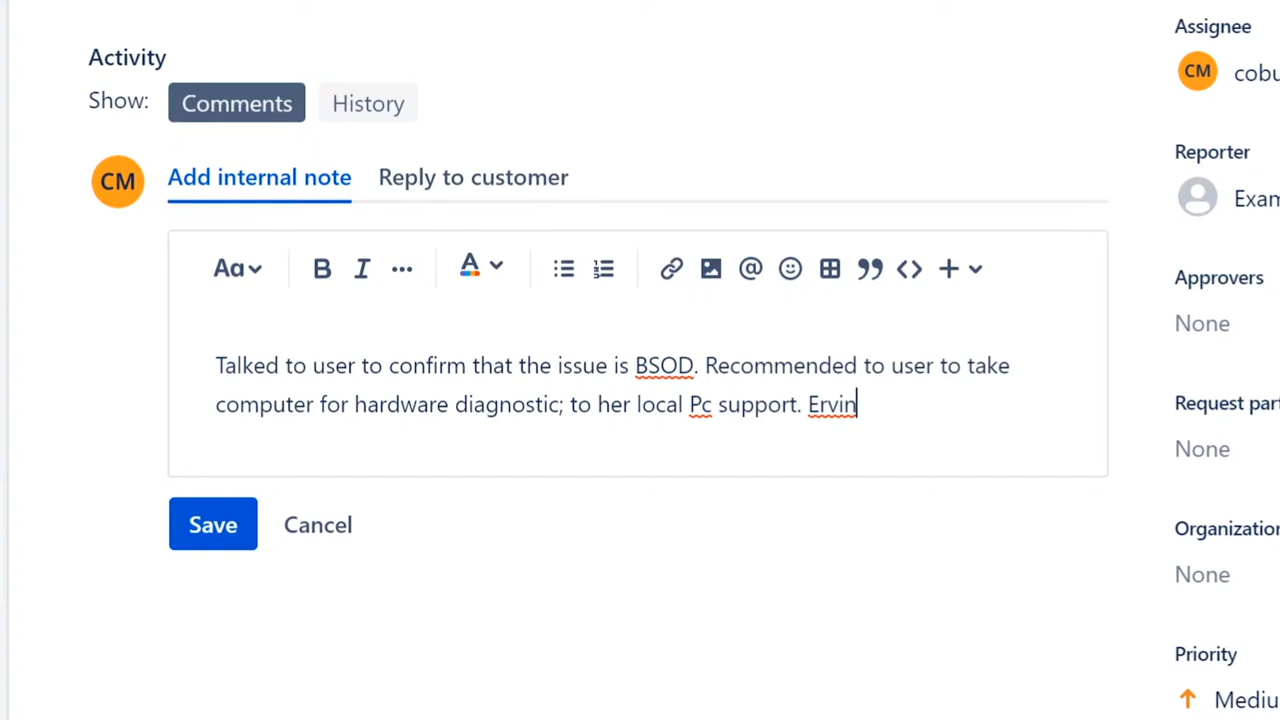 Activity
Show: Comments History
CM
Add internal note Reply to customer
Aa B I ... A @ + 
Talked to user to confirm that the issue is BSOD. Recommended to user to take
computer for hardware diagnostic; to her local Pc support. Ervin
Save Cancel
Assignee
CM cobu
Reporter
Exam
Approvers
None
Request part
None
Organization
None
Priority
Mediu